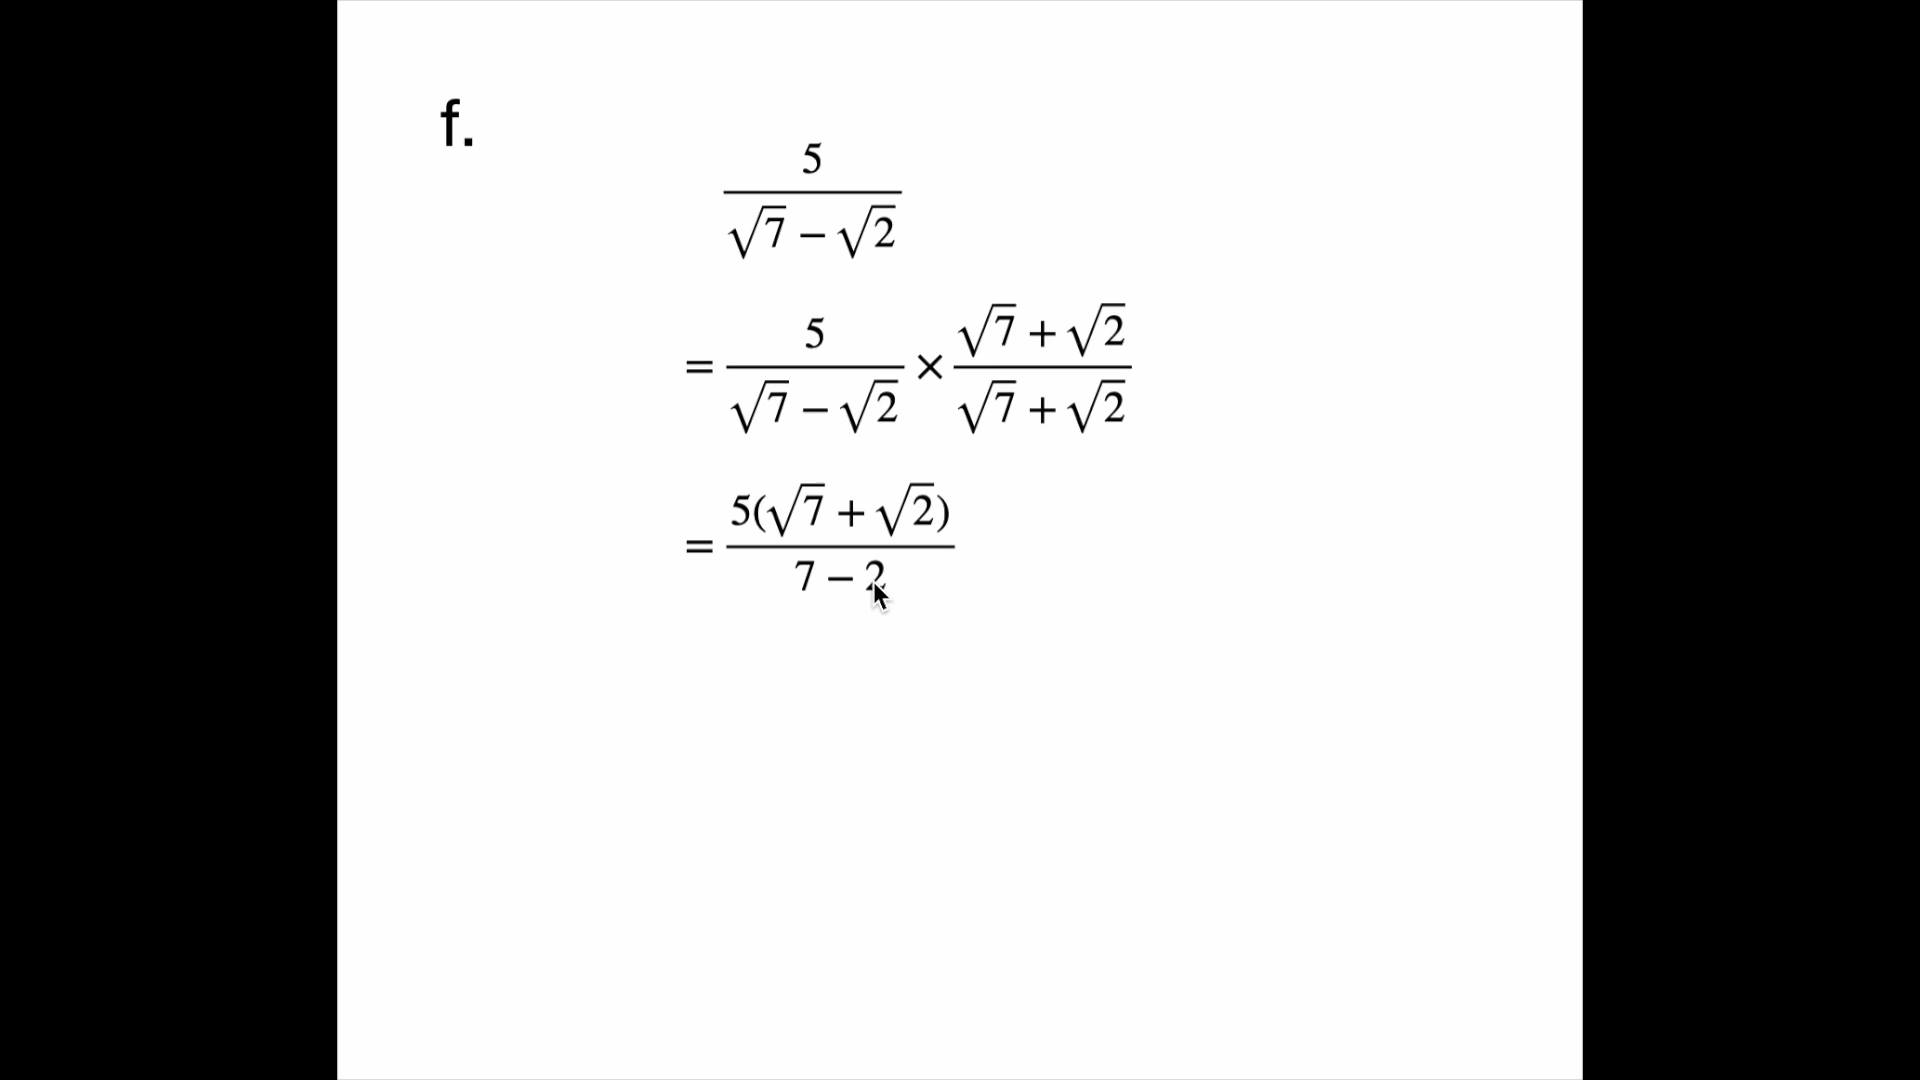 f.
5
√7 − √2
= 5 / (√7 − √2) × (√7 + √2) / (√7 + √2)
= 5(√7 + √2) / (7 − 2)